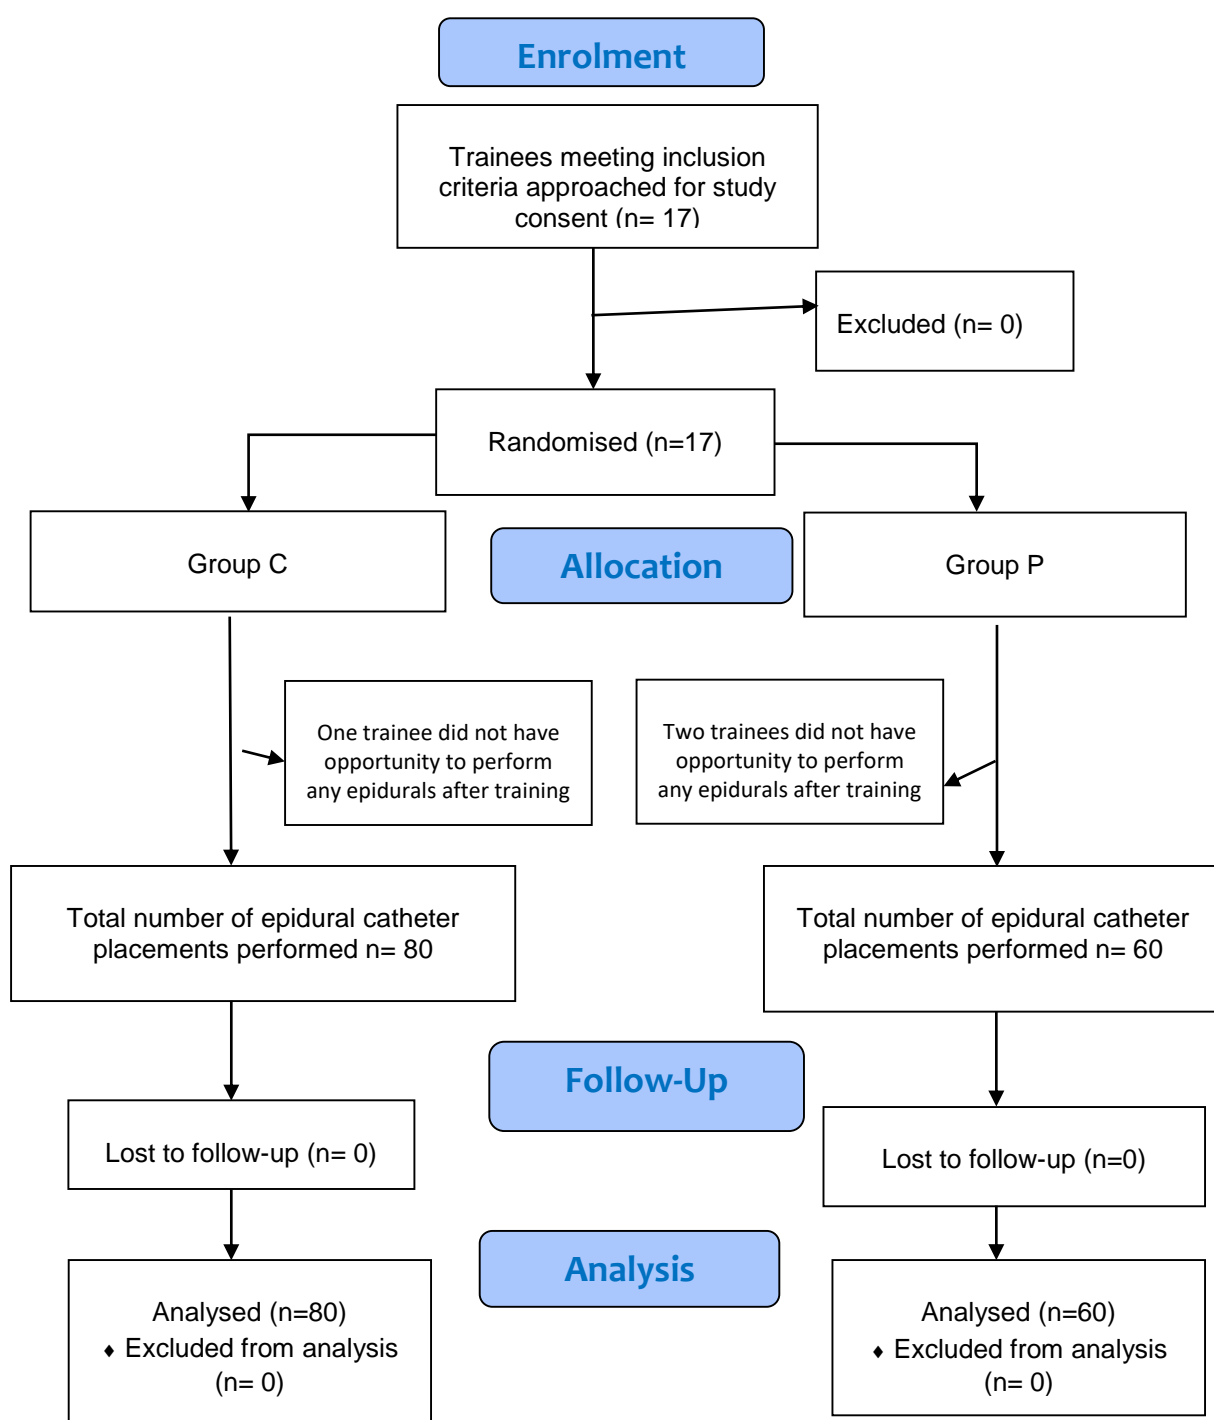 Enrolment
Trainees meeting inclusion
criteria approached for study
consent (n= 17)
Excluded (n= 0)
Randomised (n=17)
Group C
Allocation
Group P
One trainee did not have
opportunity to perform
any epidurals after training
Two trainees did not have
opportunity to perform
any epidurals after training
Total number of epidural catheter
placements performed n= 80
Total number of epidural catheter
placements performed n= 60
Follow-Up
Lost to follow-up (n= 0)
Lost to follow-up (n=0)
Analysis
Analysed (n=80)
♦ Excluded from analysis
(n= 0)
Analysed (n=60)
♦ Excluded from analysis
(n= 0)